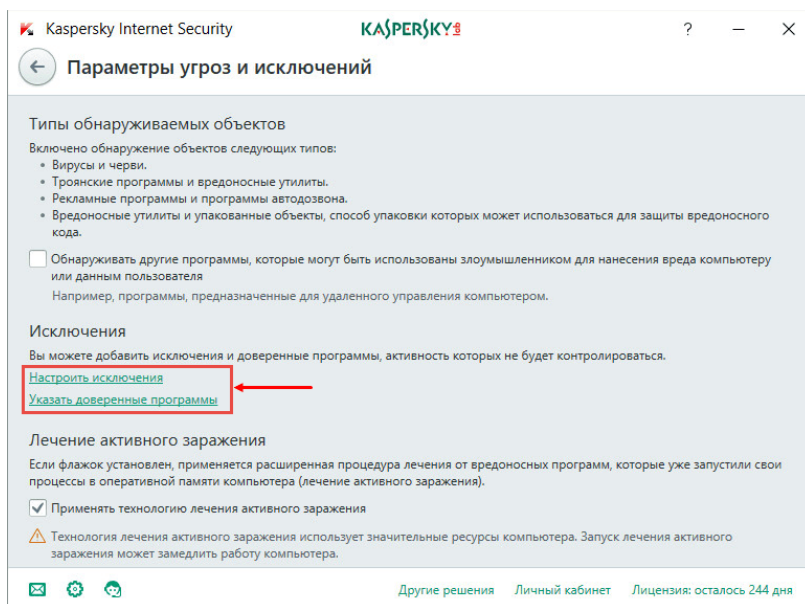 Kaspersky Internet Security
KASPERSKY lab
?
Параметры угроз и исключений
Типы обнаруживаемых объектов
Включено обнаружение объектов следующих типов:
• Вирусы и черви.
• Троянские программы и вредоносные утилиты.
• Рекламные программы и программы автодозвона.
• Вредоносные утилиты и упакованные объекты, способ упаковки которых может использоваться для защиты вредоносного
кода.
Обнаруживать другие программы, которые могут быть использованы злоумышленником для нанесения вреда компьютеру
или данным пользователя
Например, программы, предназначенные для удаленного управления компьютером.
Исключения
Вы можете добавить исключения и доверенные программы, активность которых не будет контролироваться.
Настроить исключения
Указать доверенные программы
Лечение активного заражения
Если флажок установлен, применяется расширенная процедура лечения от вредоносных программ, которые уже запустили свои
процессы в оперативной памяти компьютера (лечение активного заражения).
Применять технологию лечения активного заражения
Технология лечения активного заражения использует значительные ресурсы компьютера. Запуск лечения активного
заражения может замедлить работу компьютера.
Другие решения
Личный кабинет
Лицензия: осталось 244 дня